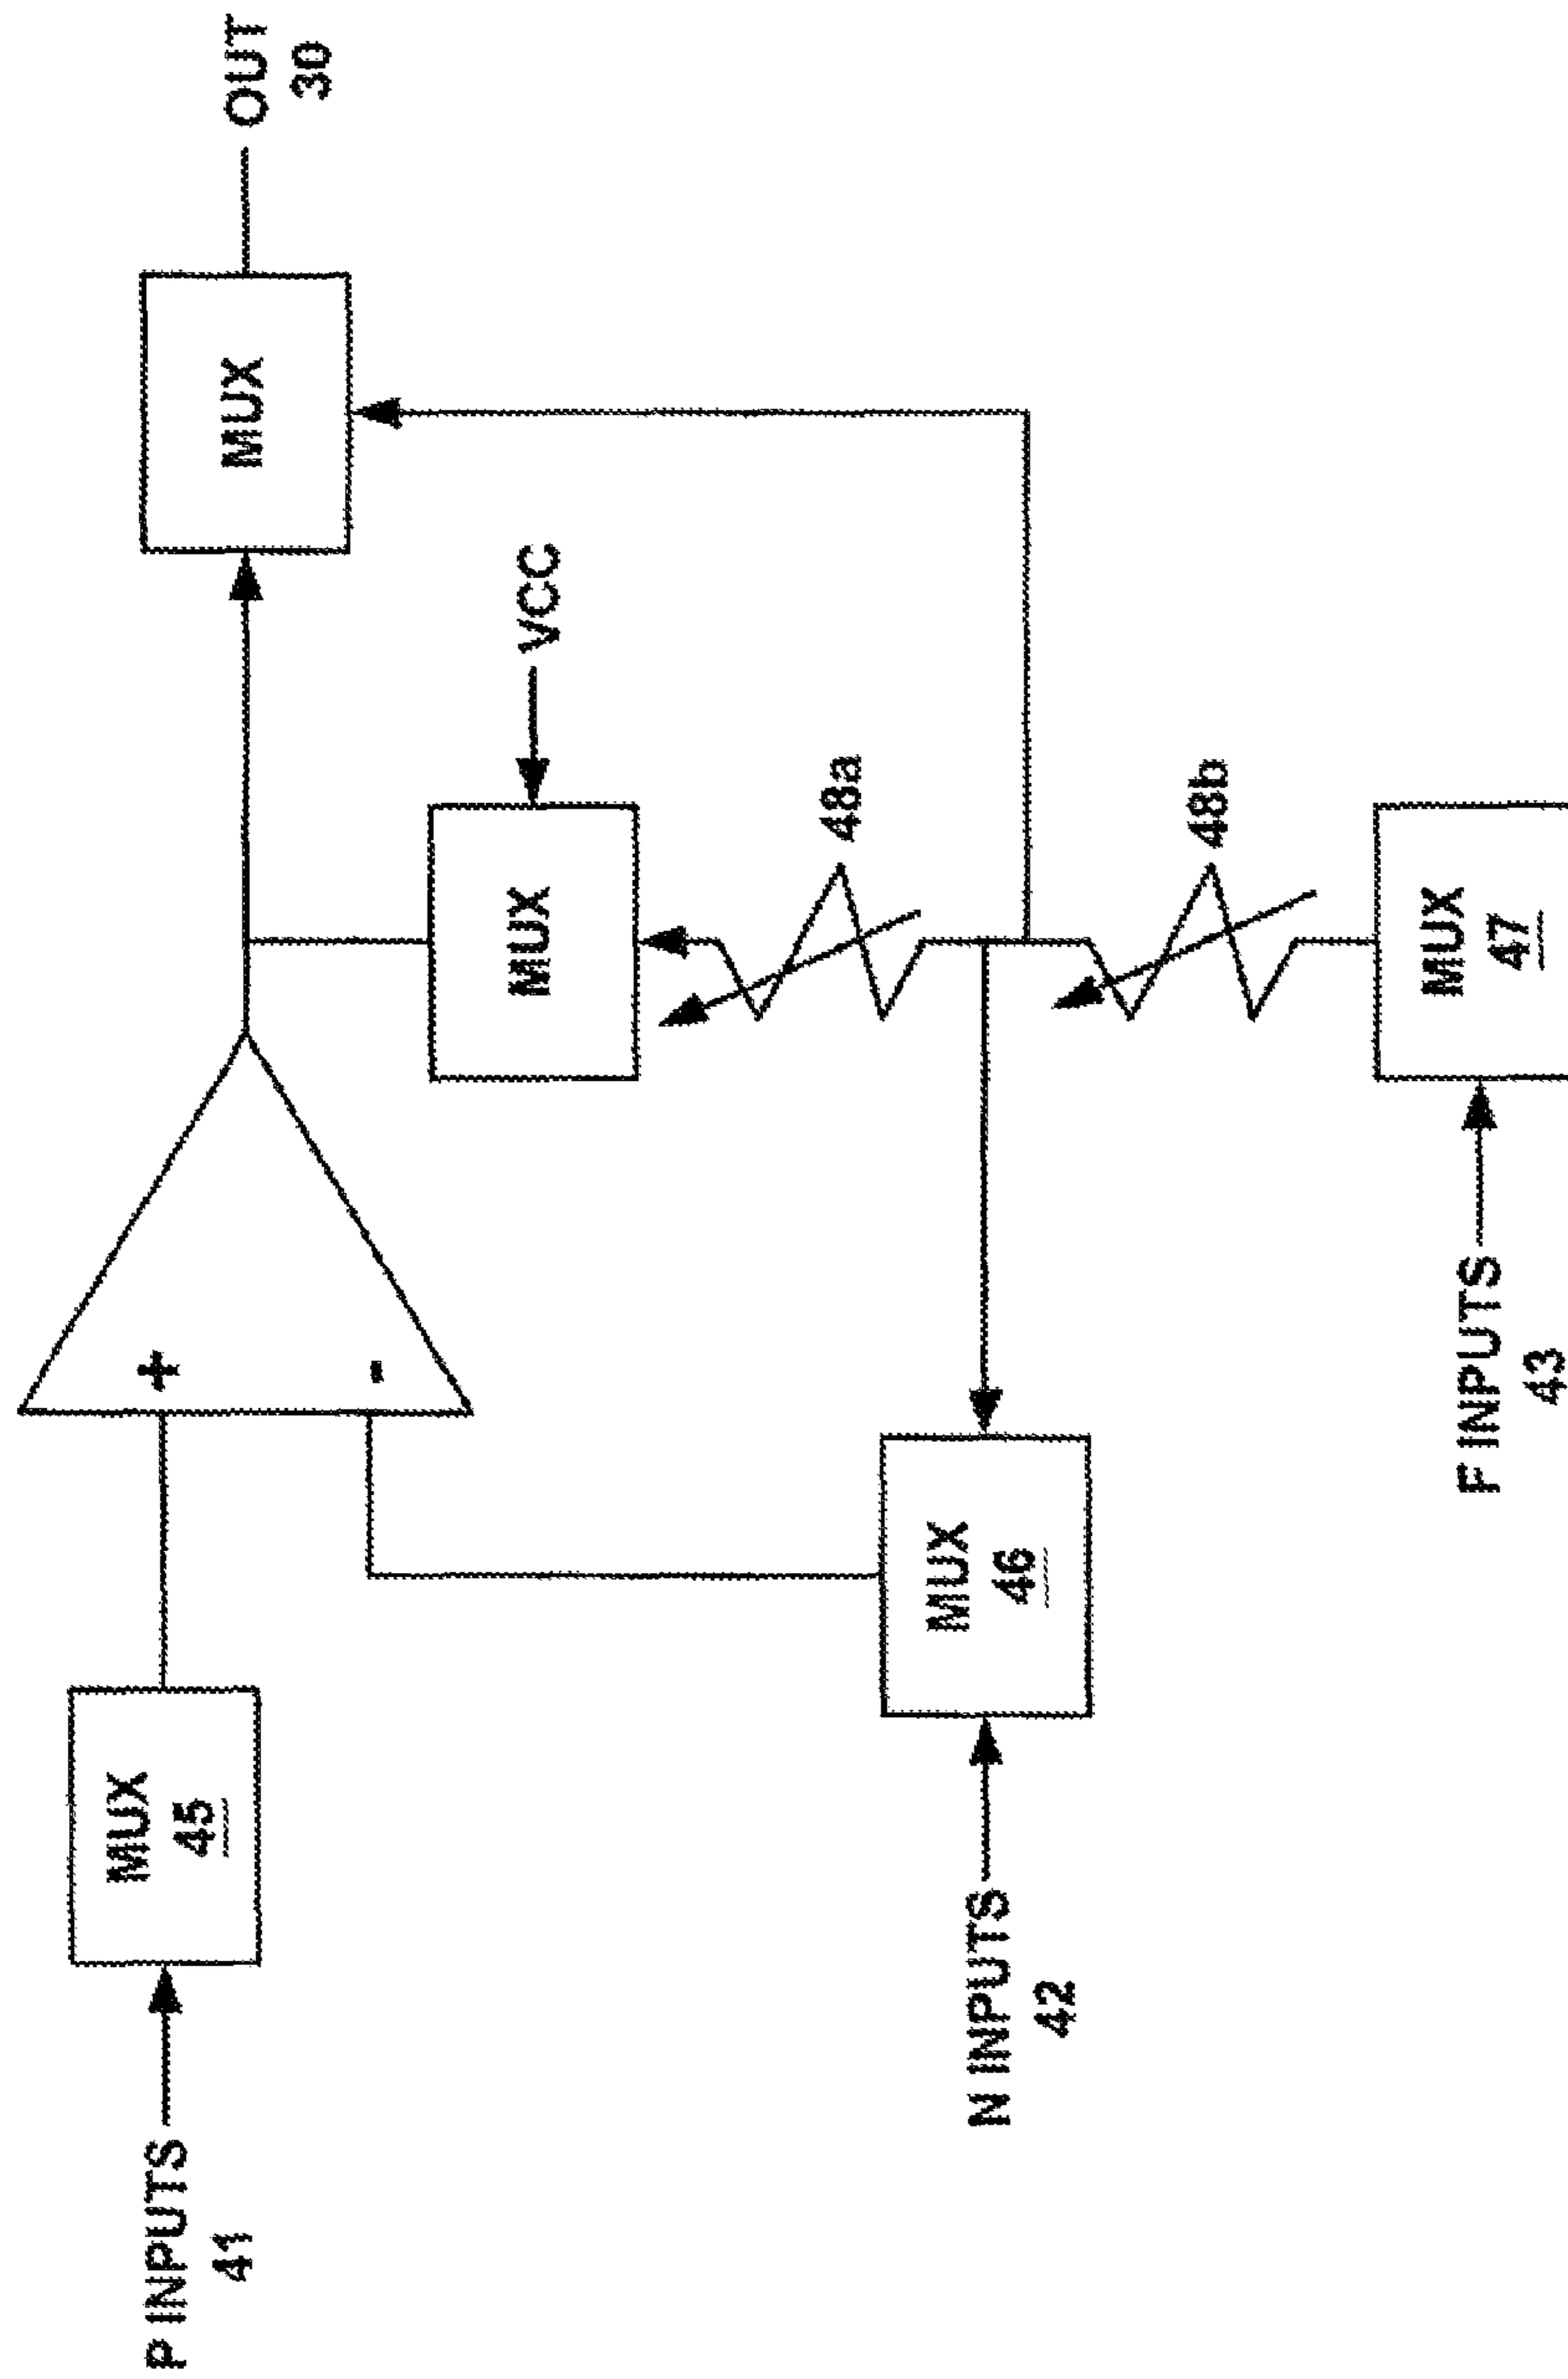 P INPUTS
41
MUX
45
N INPUTS
42
MUX
46
+
-
F INPUTS
43
MUX
47
MUX
VCC
48a
48b
MUX
OUT
30